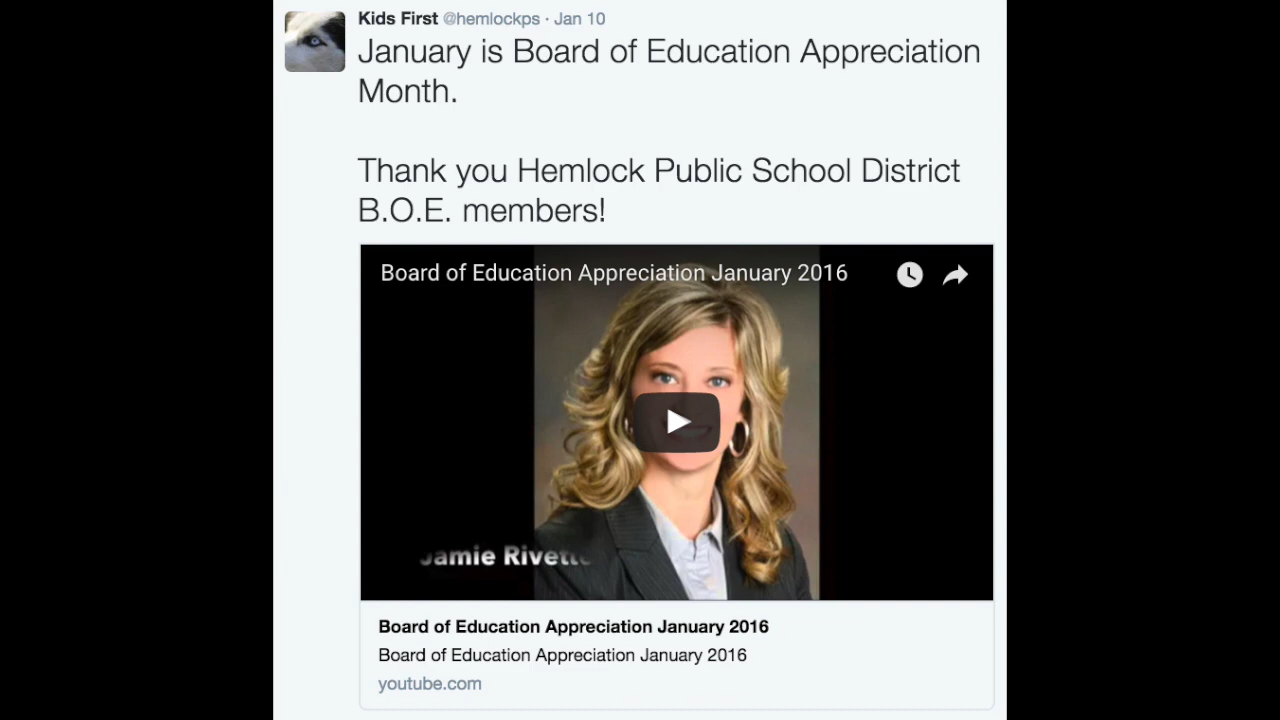 Kids First @hemlockps · Jan 10
January is Board of Education Appreciation
Month.
Thank you Hemlock Public School District
B.O.E. members!
Board of Education Appreciation January 2016
Jamie Rivette
Board of Education Appreciation January 2016
Board of Education Appreciation January 2016
youtube.com